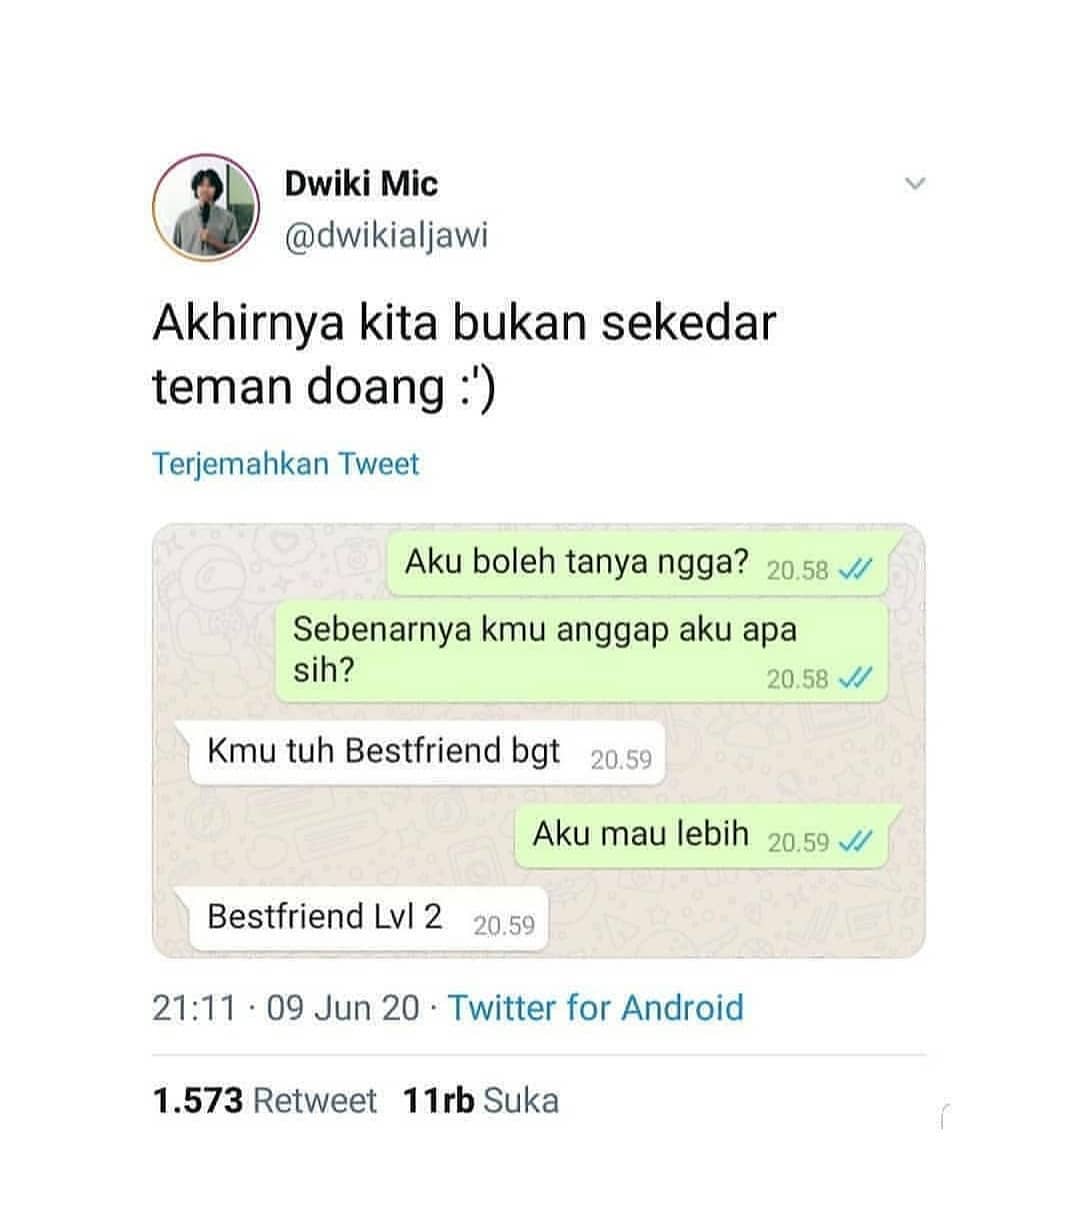 Dwiki Mic
@dwikialjawi
Akhirnya kita bukan sekedar
teman doang :')
Terjemahkan Tweet
Aku boleh tanya ngga? 20.58
Sebenarnya kmu anggap aku apa
sih? 20.58
Kmu tuh Bestfriend bgt 20.59
Aku mau lebih 20.59
Bestfriend Lvl 2 20.59
21:11 · 09 Jun 20 · Twitter for Android
1.573 Retweet 11rb Suka